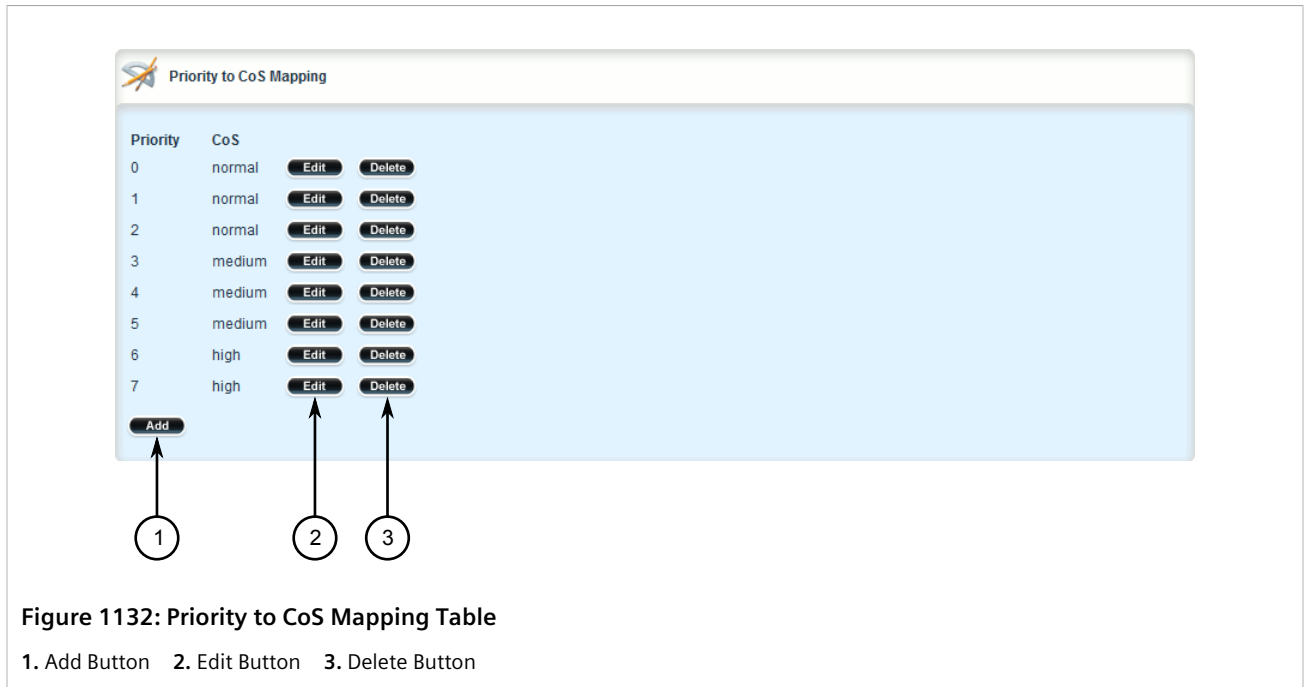 Priority to CoS Mapping
Priority CoS
0 normal Edit Delete
1 normal Edit Delete
2 normal Edit Delete
3 medium Edit Delete
4 medium Edit Delete
5 medium Edit Delete
6 high Edit Delete
7 high Edit Delete
Add
1 2 3
Figure 1132: Priority to CoS Mapping Table
1. Add Button 2. Edit Button 3. Delete Button